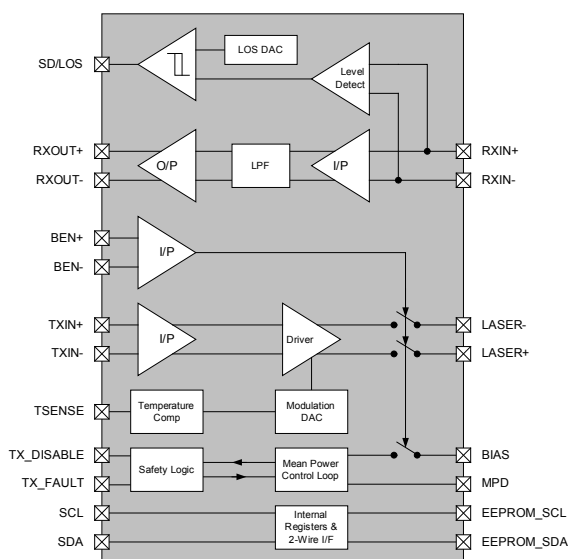 LOS DAC
SD/LOS
Level
Detect
RXOUT+
RXIN+
O/P
LPF
I/P
RXOUT-
RXIN-
BEN+
I/P
BEN-
TXIN+
LASER-
I/P
Driver
TXIN-
LASER+
TSENSE
Temperature
Comp
Modulation
DAC
TX_DISABLE
BIAS
Safety Logic
Mean Power
Control Loop
TX_FAULT
MPD
SCL
EEPROM_SCL
Internal
Registers &
2-Wire I/F
SDA
EEPROM_SDA